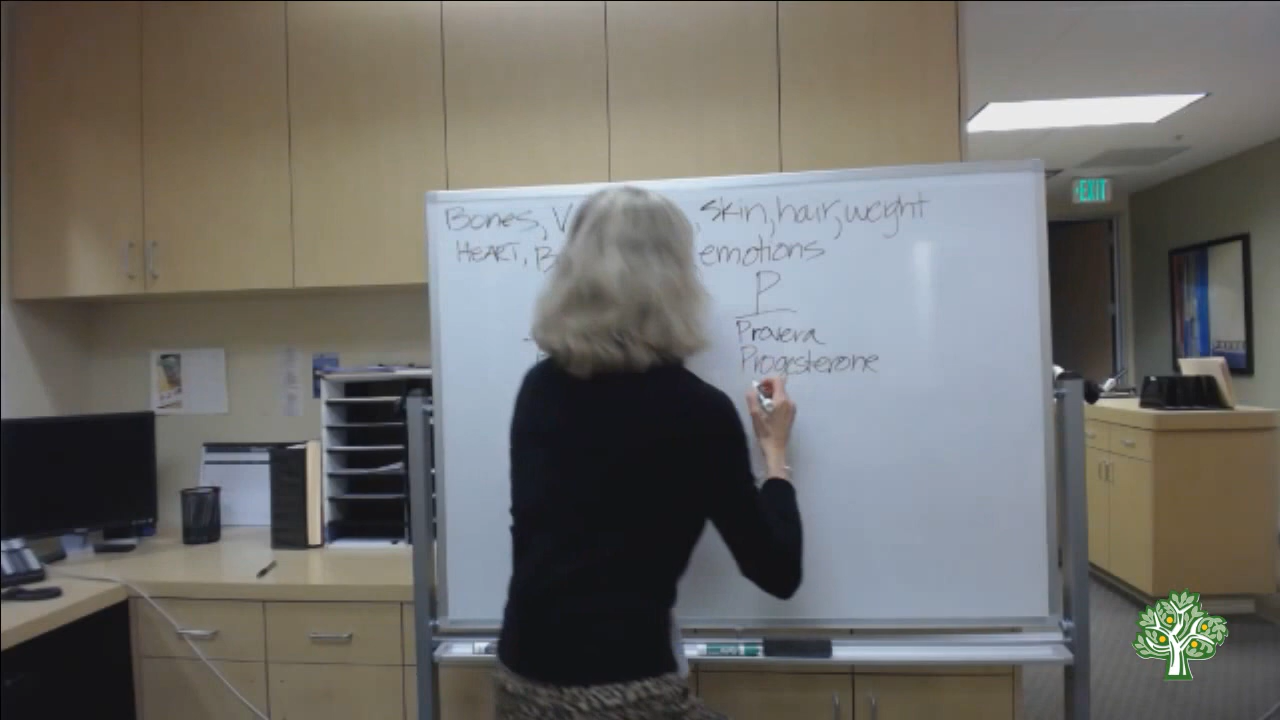 Bones, skin, hair, weight
HEART, emotions
P
Provera
Progesterone
EXIT